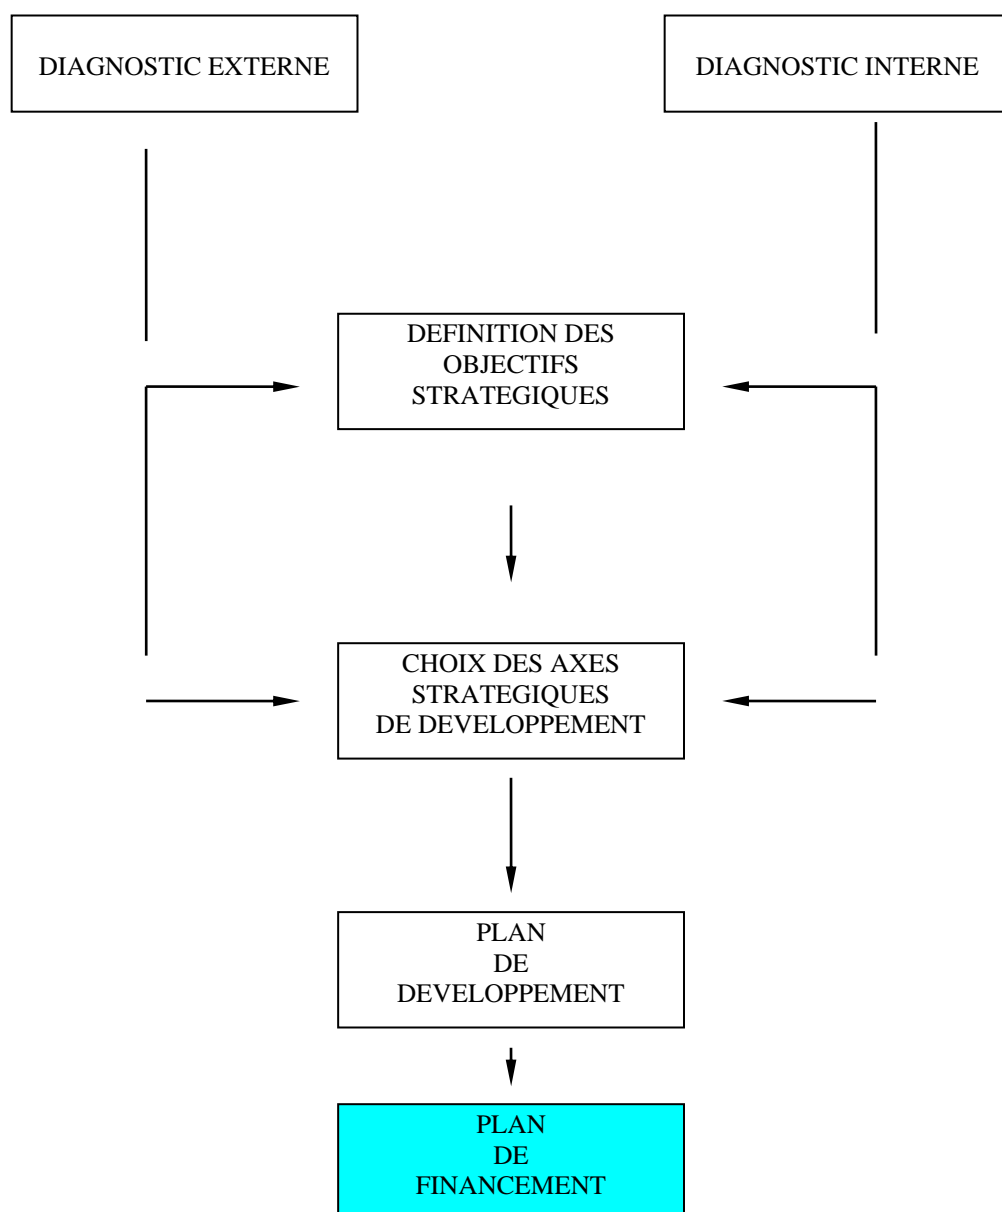 DIAGNOSTIC EXTERNE
DIAGNOSTIC INTERNE
DEFINITION DES
OBJECTIFS
STRATEGIQUES
CHOIX DES AXES
STRATEGIQUES
DE DEVELOPPEMENT
PLAN
DE
DEVELOPPEMENT
PLAN
DE
FINANCEMENT